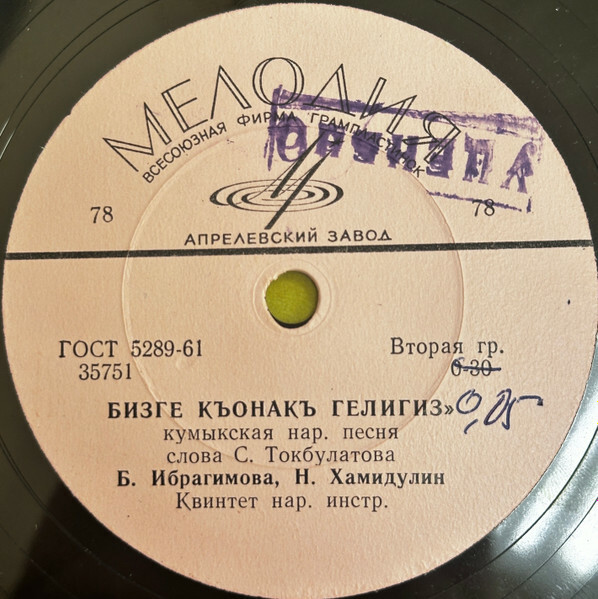 МЕЛОДИЯ
ВСЕСОЮЗНАЯ ФИРМА ГРАМПЛАСТИНОК
78 78
АПРЕЛЕВСКИЙ ЗАВОД
ГОСТ 5289-61 Вторая гр.
35751 0-30
БИЗГЕ КЪОНАКЪ ГЕЛИГИЗ» 0,05
кумыкская нар. песня
слова С. Токбулатова
Б. Ибрагимова, Н. Хамидулин
Квинтет нар. инстр.